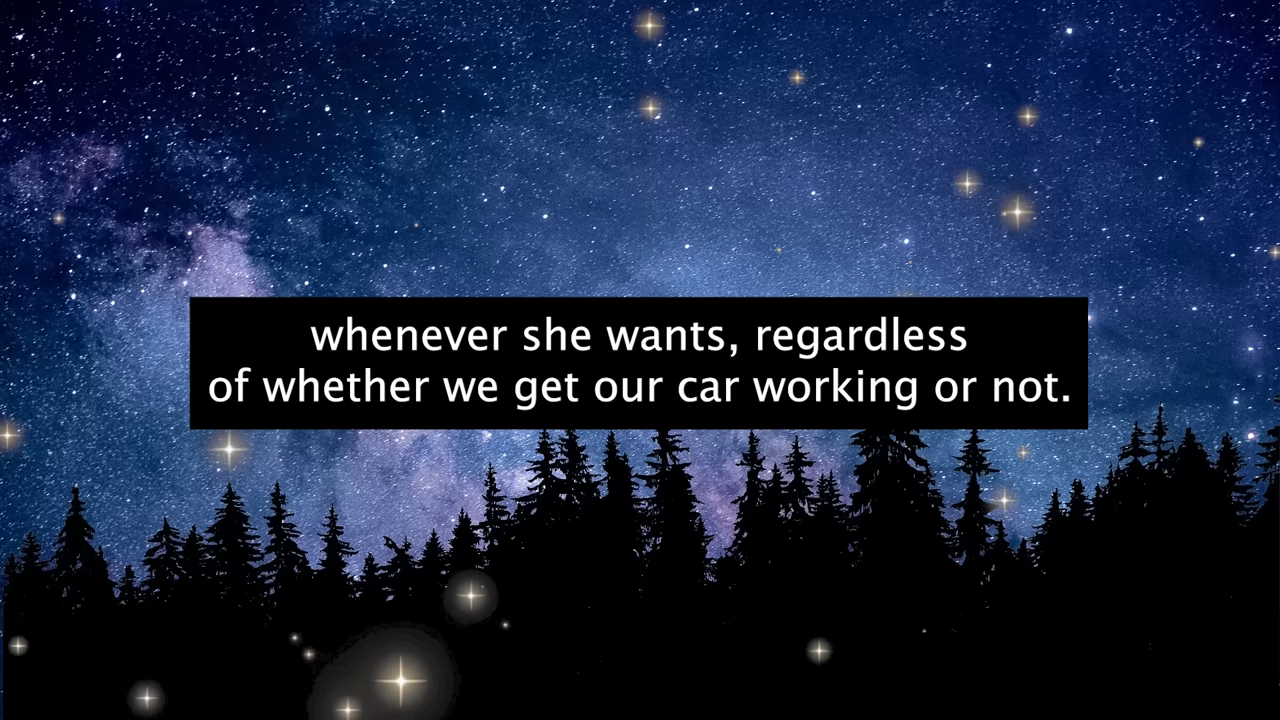 whenever she wants, regardless
of whether we get our car working or not.